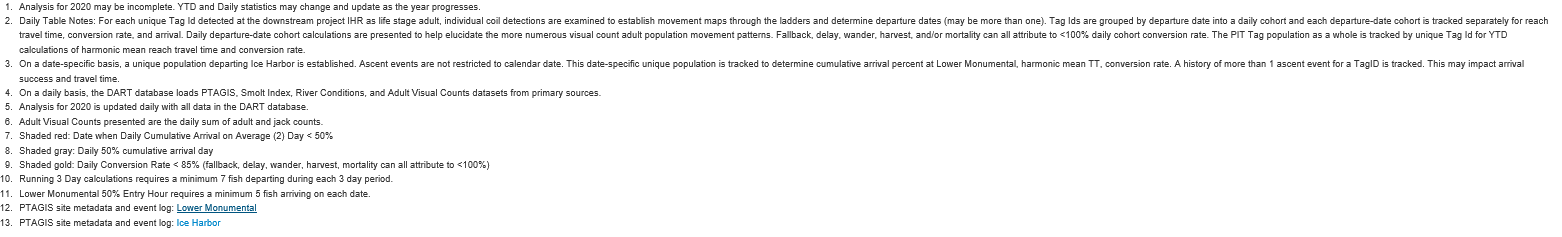 1. Analysis for 2020 may be incomplete. YTD and Daily statistics may change and update as the year progresses.
2. Daily Table Notes: For each unique Tag Id detected at the downstream project IHR as life stage adult, individual coil detections are examined to establish movement maps through the ladders and determine departure dates (may be more than one). Tag Ids are grouped by departure date into a daily cohort and each departure-date cohort is tracked separately for reach
travel time, conversion rate, and arrival. Daily departure-date cohort calculations are presented to help elucidate the more numerous visual count adult population movement patterns. Fallback, delay, wander, harvest, and/or mortality can all attribute to <100% daily cohort conversion rate. The PIT Tag population as a whole is tracked by unique Tag Id for YTD
calculations of harmonic mean reach travel time and conversion rate.
3. On a date-specific basis, a unique population departing Ice Harbor is established. Ascent events are not restricted to calendar date. This date-specific unique population is tracked to determine cumulative arrival percent at Lower Monumental, harmonic mean TT, conversion rate. A history of more than 1 ascent event for a TagID is tracked. This may impact arrival
success and travel time.
4. On a daily basis, the DART database loads PTAGIS, Smolt Index, River Conditions, and Adult Visual Counts datasets from primary sources.
5. Analysis for 2020 is updated daily with all data in the DART database.
6. Adult Visual Counts presented are the daily sum of adult and jack counts.
7. Shaded red: Date when Daily Cumulative Arrival on Average (2) Day < 50%
8. Shaded gray: Daily 50% cumulative arrival day
9. Shaded gold: Daily Conversion Rate < 85% (fallback, delay, wander, harvest, mortality can all attribute to <100%)
10. Running 3 Day calculations requires a minimum 7 fish departing during each 3 day period.
11. Lower Monumental 50% Entry Hour requires a minimum 5 fish arriving on each date.
12. PTAGIS site metadata and event log: Lower Monumental
13. PTAGIS site metadata and event log: Ice Harbor